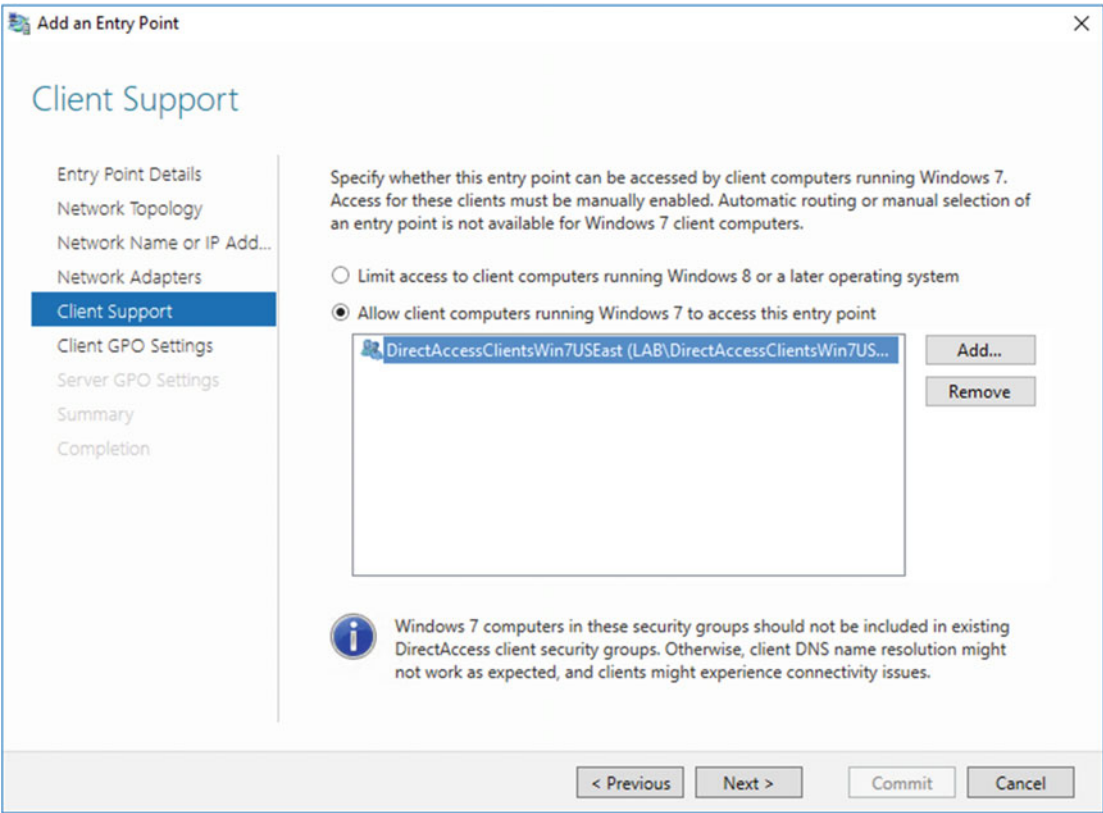 Add an Entry Point
Client Support
Entry Point Details
Network Topology
Network Name or IP Add...
Network Adapters
Client Support
Client GPO Settings
Server GPO Settings
Summary
Completion
Specify whether this entry point can be accessed by client computers running Windows 7.
Access for these clients must be manually enabled. Automatic routing or manual selection of
an entry point is not available for Windows 7 client computers.
Limit access to client computers running Windows 8 or a later operating system
Allow client computers running Windows 7 to access this entry point
DirectAccessClientsWin7USEast (LAB\DirectAccessClientsWin7US...
Add...
Remove
Windows 7 computers in these security groups should not be included in existing
DirectAccess client security groups. Otherwise, client DNS name resolution might
not work as expected, and clients might experience connectivity issues.
< Previous
Next >
Commit
Cancel